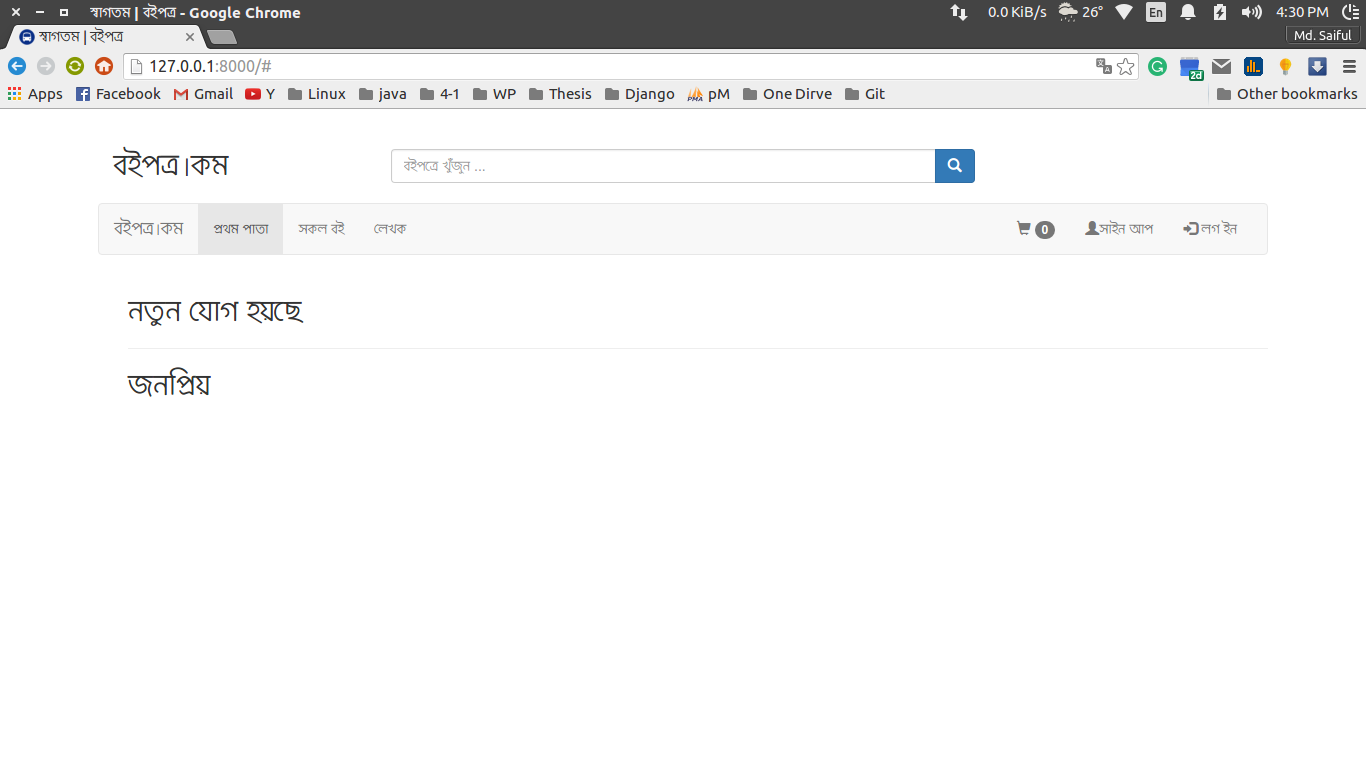 স্বাগতম | বইপত্র - Google Chrome 0.0 KiB/s 26° En 4:30 PM
স্বাগতম | বইপত্র Md. Saiful
127.0.0.1:8000/# 2d
Apps Facebook Gmail Y Linux java 4-1 WP Thesis Django PMA pM One Dirve Git Other bookmarks
বইপত্র।কম বইপত্রে খুঁজুন ...
বইপত্র।কম প্রথম পাতা সকল বই লেখক 0 সাইন আপ লগ ইন
নতুন যোগ হয়ছে
জনপ্রিয়